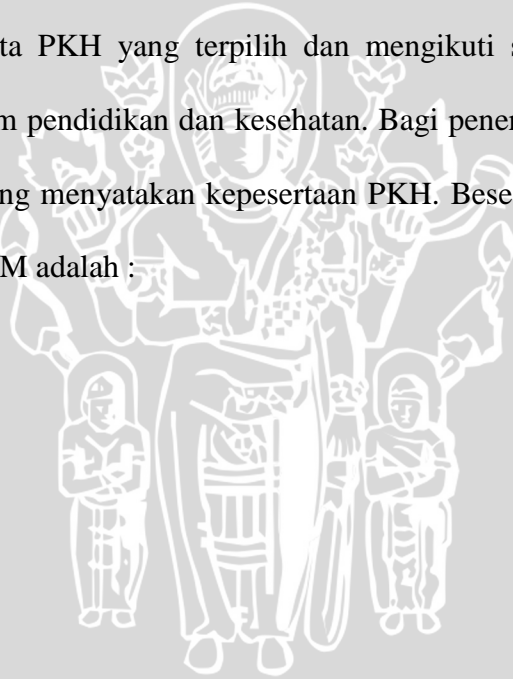 ta PKH yang terpilih dan mengikuti s
m pendidikan dan kesehatan. Bagi pener
ng menyatakan kepesertaan PKH. Bese
M adalah :